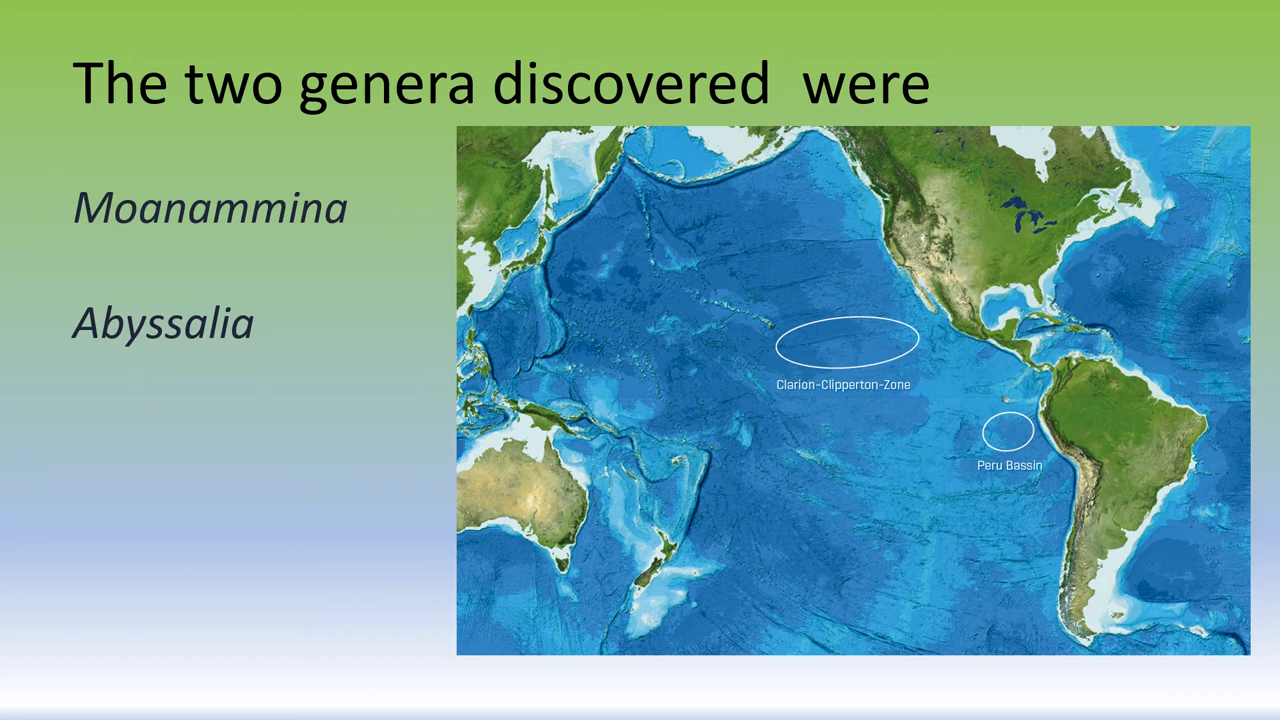 The two genera discovered  were
Moanammina
Abyssalia
Clarion-Clipperton-Zone
Peru Bassin